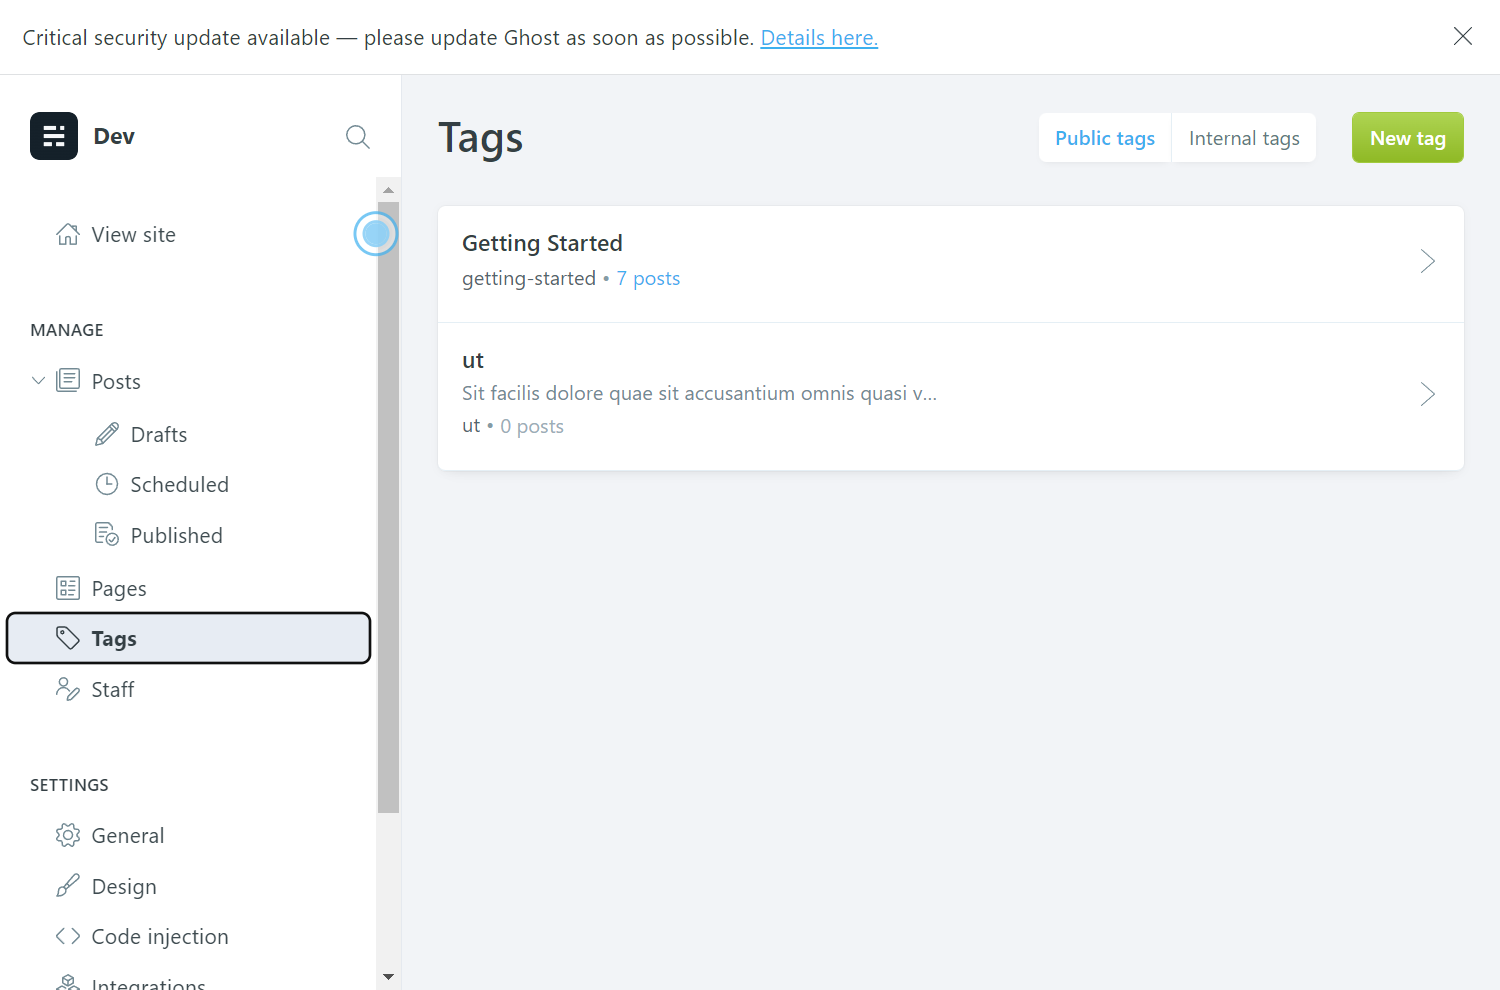 Critical security update available — please update Ghost as soon as possible. Details here.
Dev
View site
MANAGE
Posts
Drafts
Scheduled
Published
Pages
Tags
Staff
SETTINGS
General
Design
Code injection
Integrations
Tags
Public tags
Internal tags
New tag
Getting Started
getting-started • 7 posts
ut
Sit facilis dolore quae sit accusantium omnis quasi v...
ut • 0 posts